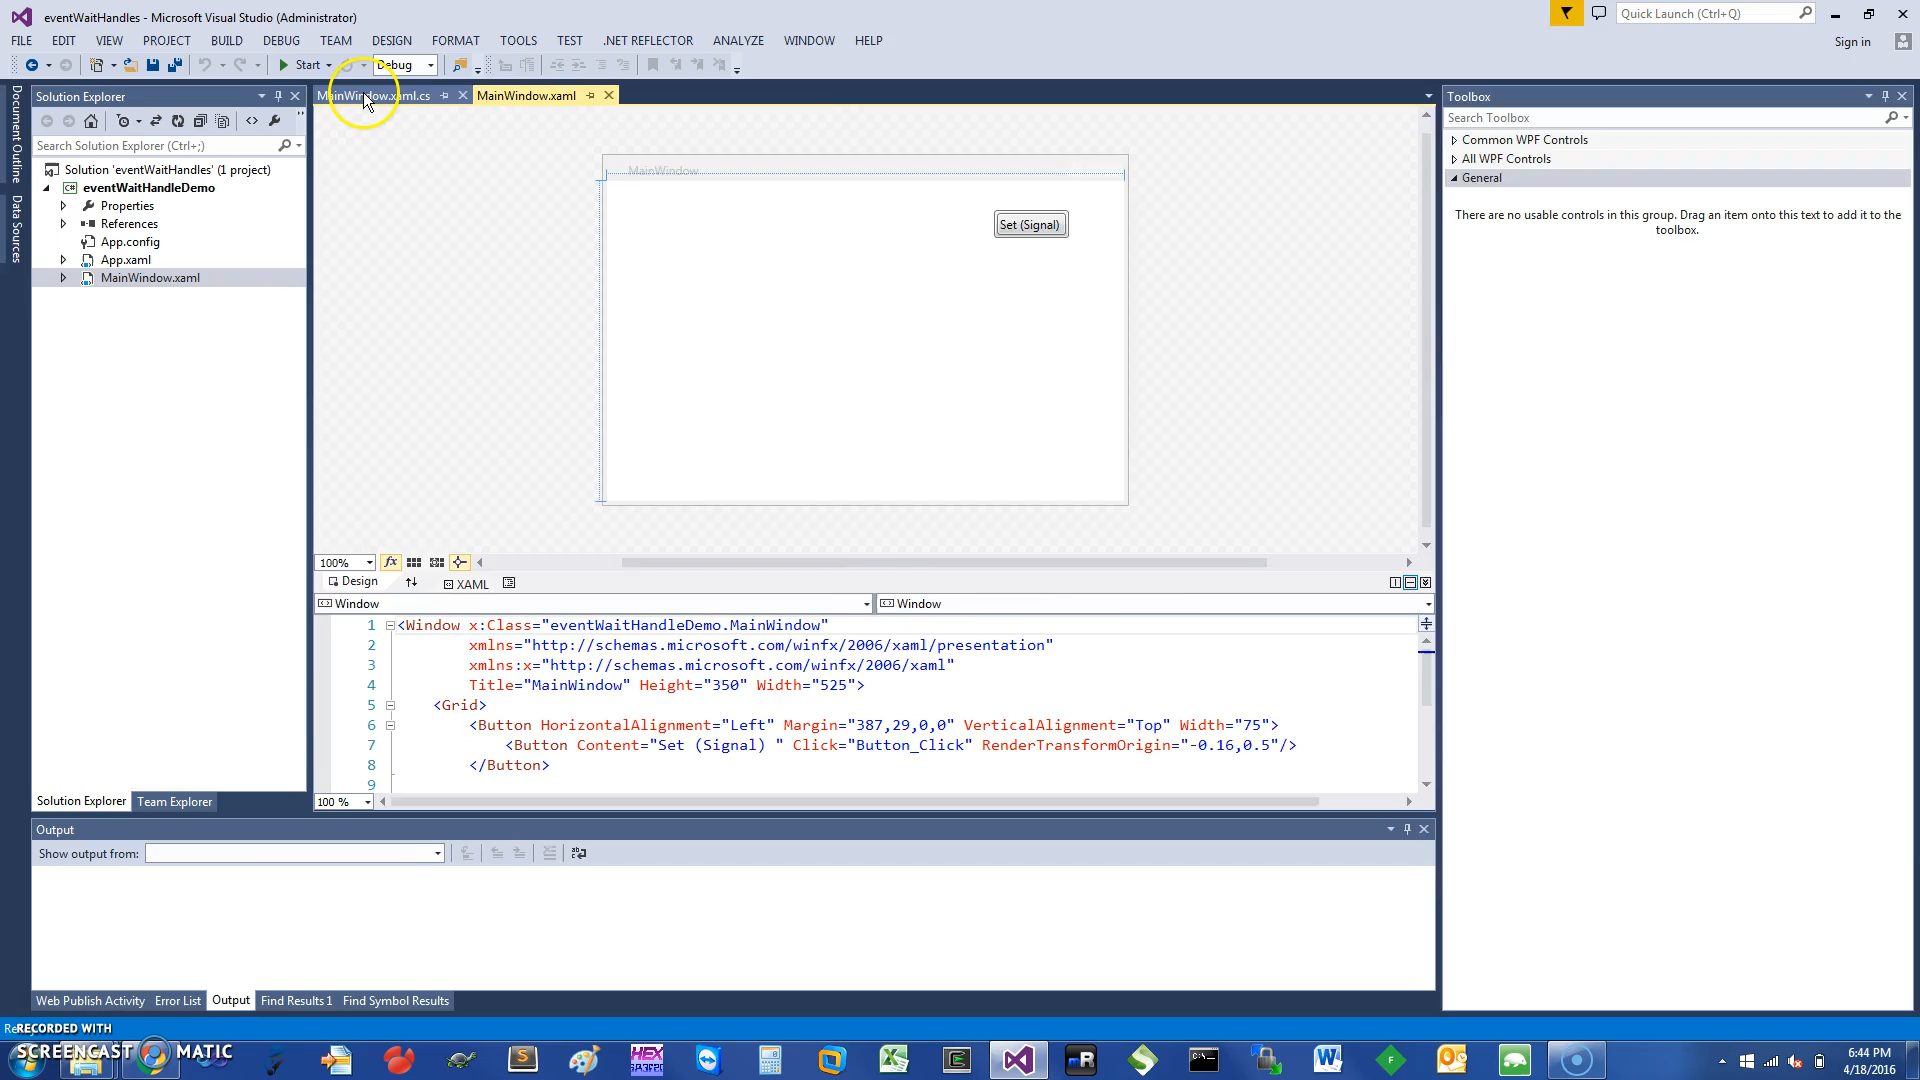 eventWaitHandles - Microsoft Visual Studio (Administrator)
Quick Launch (Ctrl+Q)
FILE EDIT VIEW PROJECT BUILD DEBUG TEAM DESIGN FORMAT TOOLS TEST .NET REFLECTOR ANALYZE WINDOW HELP
Sign in
Start Debug
Document Outline
Data Sources
Solution Explorer
Search Solution Explorer (Ctrl+;)
Solution 'eventWaitHandles' (1 project)
eventWaitHandleDemo
Properties
References
App.config
App.xaml
MainWindow.xaml
Solution Explorer Team Explorer
MainWindow.xaml.cs MainWindow.xaml
MainWindow
Set (Signal)
100%
Design XAML
Window Window
1 <Window x:Class="eventWaitHandleDemo.MainWindow"
2 xmlns="http://schemas.microsoft.com/winfx/2006/xaml/presentation"
3 xmlns:x="http://schemas.microsoft.com/winfx/2006/xaml"
4 Title="MainWindow" Height="350" Width="525">
5 <Grid>
6 <Button HorizontalAlignment="Left" Margin="387,29,0,0" VerticalAlignment="Top" Width="75">
7 <Button Content="Set (Signal) " Click="Button_Click" RenderTransformOrigin="-0.16,0.5"/>
8 </Button>
9
100 %
Toolbox
Search Toolbox
Common WPF Controls
All WPF Controls
General
There are no usable controls in this group. Drag an item onto this text to add it to the
toolbox.
Output
Show output from:
Web Publish Activity Error List Output Find Results 1 Find Symbol Results
RECORDED WITH
SCREENCAST MATIC
HEX
mR
6:44 PM
4/18/2016